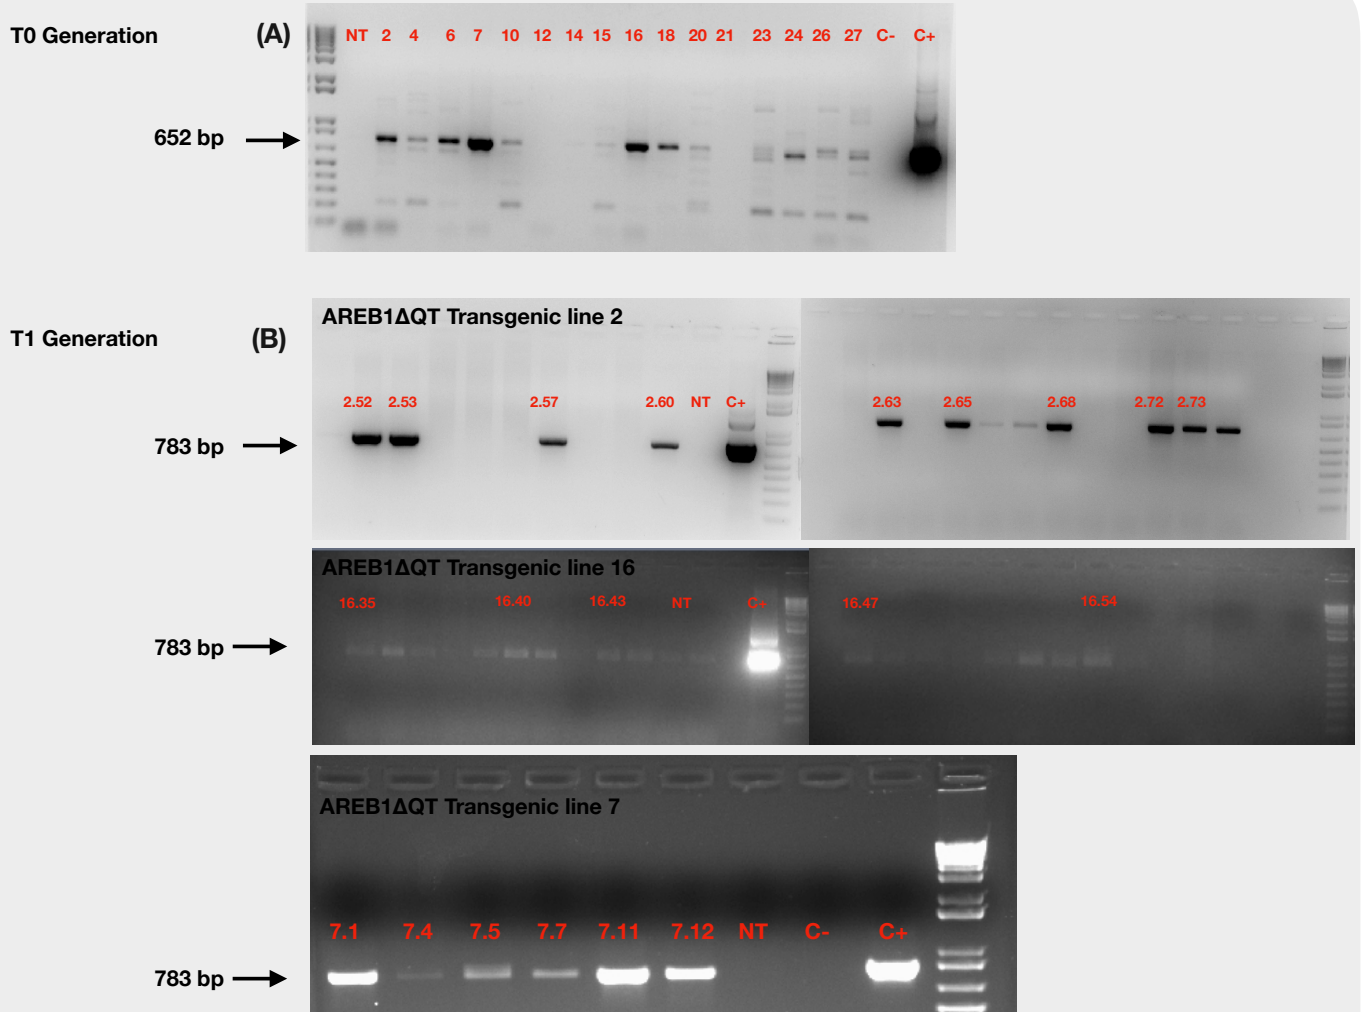 T0 Generation
(A)
NT 2 4 6 7 10 12 14 15 16 18 20 21 23 24 26 27 C- C+
652 bp
T1 Generation
(B)
AREB1ΔQT Transgenic line 2
2.52 2.53 2.57 2.60 NT C+ 2.63 2.65 2.68 2.72 2.73
783 bp
AREB1ΔQT Transgenic line 16
16.35 16.40 16.43 NT C+ 16.47 16.54
783 bp
AREB1ΔQT Transgenic line 7
7.1 7.4 7.5 7.7 7.11 7.12 NT C- C+
783 bp